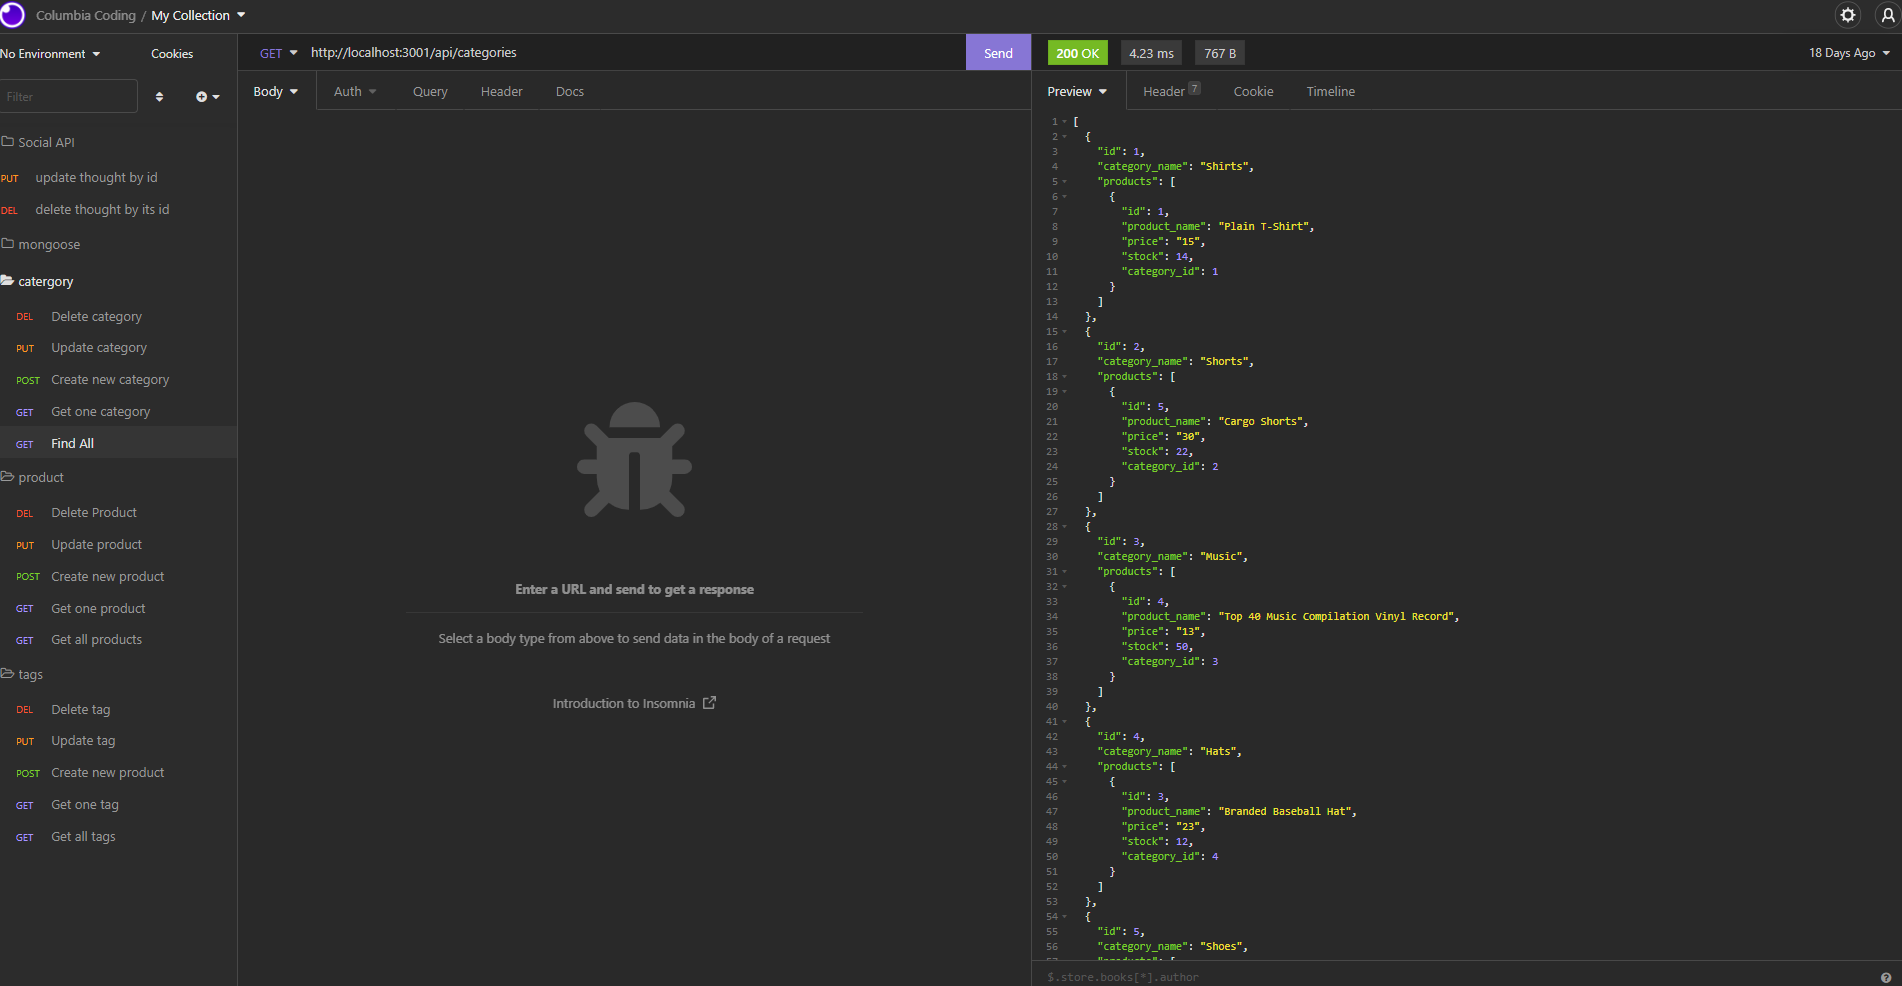 Columbia Coding / My Collection
No Environment
Cookies
Filter
Social API
PUT update thought by id
DEL delete thought by its id
mongoose
catergory
DEL Delete category
PUT Update category
POST Create new category
GET Get one category
GET Find All
product
DEL Delete Product
PUT Update product
POST Create new product
GET Get one product
GET Get all products
tags
DEL Delete tag
PUT Update tag
POST Create new product
GET Get one tag
GET Get all tags
GET http://localhost:3001/api/categories Send
Body Auth Query Header Docs
Enter a URL and send to get a response
Select a body type from above to send data in the body of a request
Introduction to Insomnia
200 OK 4.23 ms 767 B 18 Days Ago
Preview Header 7 Cookie Timeline
1 [
2 {
3 "id": 1,
4 "category_name": "Shirts",
5 "products": [
6 {
7 "id": 1,
8 "product_name": "Plain T-Shirt",
9 "price": "15",
10 "stock": 14,
11 "category_id": 1
12 }
13 ]
14 },
15 {
16 "id": 2,
17 "category_name": "Shorts",
18 "products": [
19 {
20 "id": 5,
21 "product_name": "Cargo Shorts",
22 "price": "30",
23 "stock": 22,
24 "category_id": 2
25 }
26 ]
27 },
28 {
29 "id": 3,
30 "category_name": "Music",
31 "products": [
32 {
33 "id": 4,
34 "product_name": "Top 40 Music Compilation Vinyl Record",
35 "price": "13",
36 "stock": 50,
37 "category_id": 3
38 }
39 ]
40 },
41 {
42 "id": 4,
43 "category_name": "Hats",
44 "products": [
45 {
46 "id": 3,
47 "product_name": "Branded Baseball Hat",
48 "price": "23",
49 "stock": 12,
50 "category_id": 4
51 }
52 ]
53 },
54 {
55 "id": 5,
56 "category_name": "Shoes",
57 "products": [
$.store.books[*].author